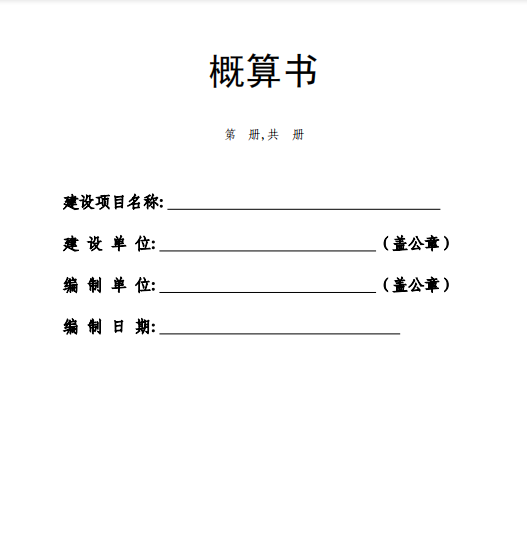 概算书
第 册,共 册
建设项目名称:
建 设 单 位: (盖公章)
编 制 单 位: (盖公章)
编 制 日 期: